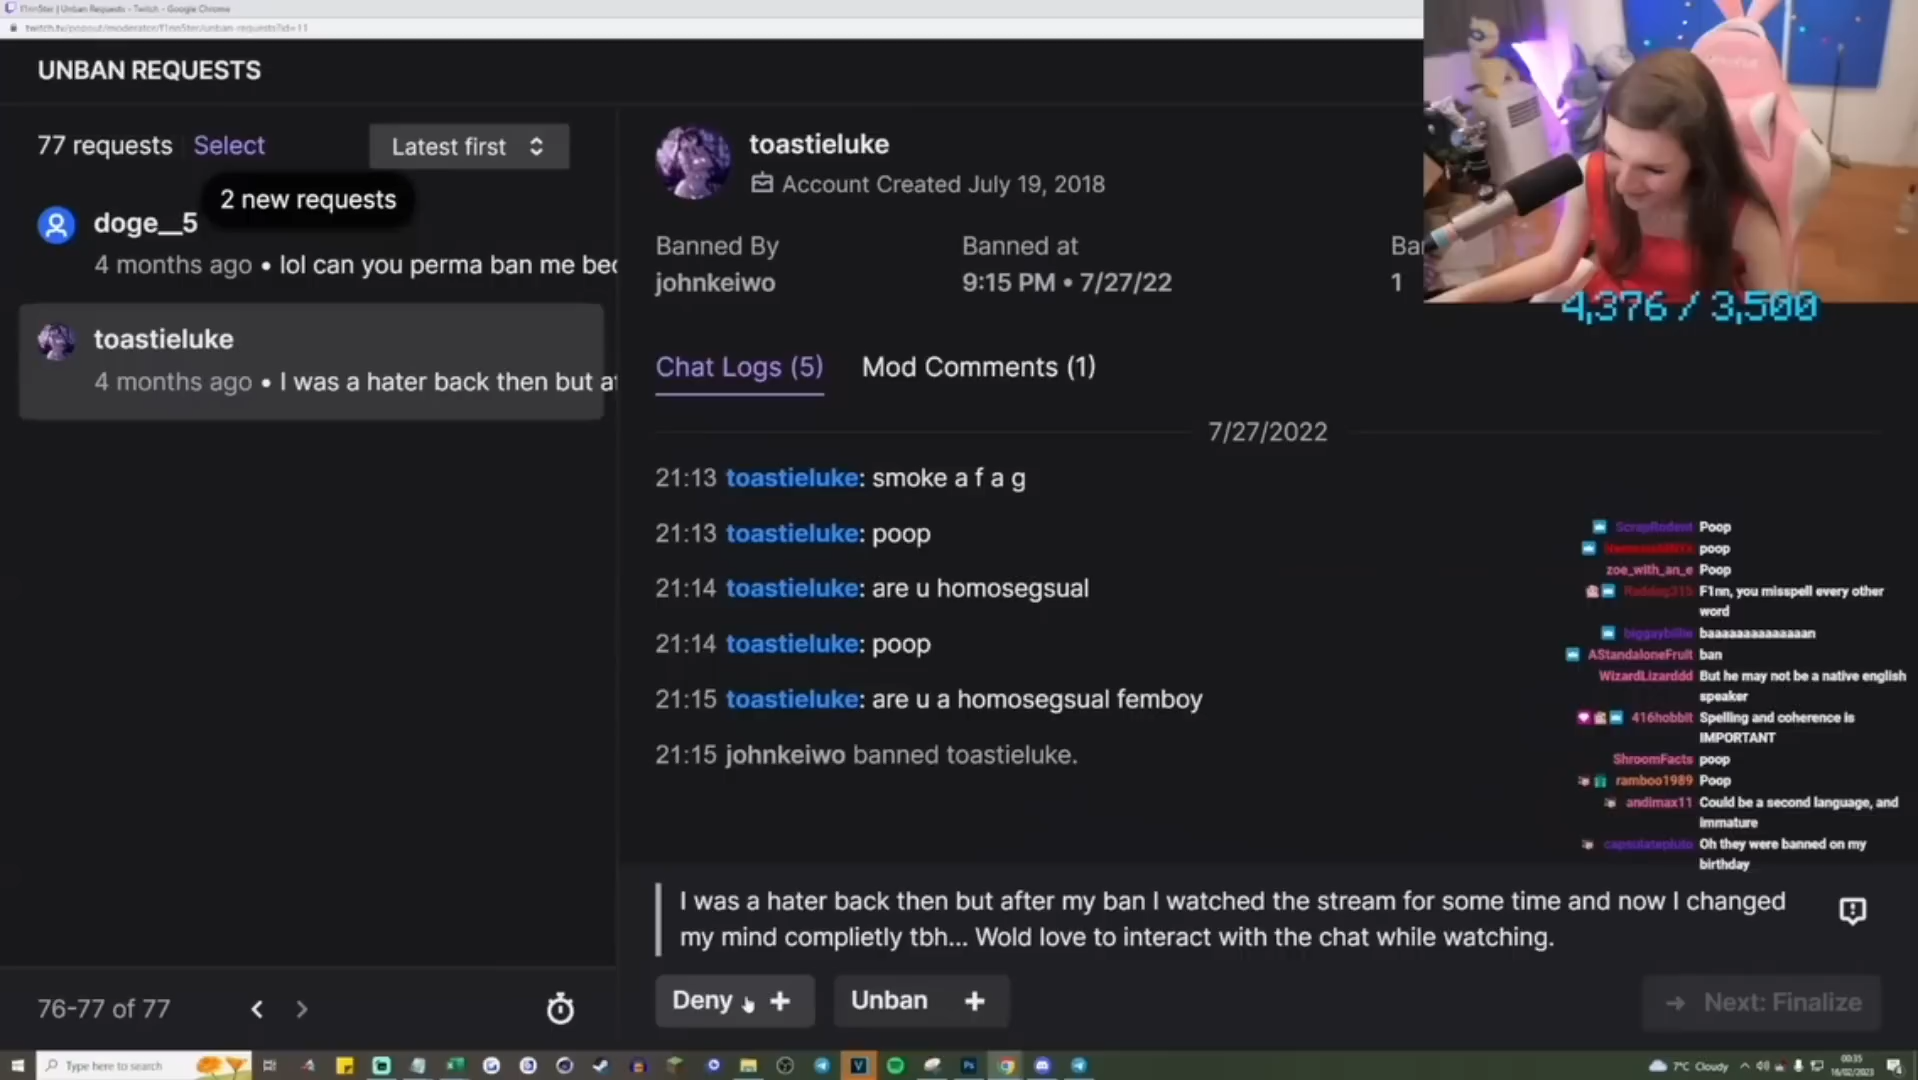 F1nn5ter | Unban Requests - Twitch - Google Chrome
twitch.tv/popout/moderator/f1nn5ter/unban-requests?id=11
UNBAN REQUESTS
77 requests Select Latest first
2 new requests
doge__5
4 months ago • lol can you perma ban me bec
toastieluke
4 months ago • I was a hater back then but af
76-77 of 77
toastieluke
Account Created July 19, 2018
Banned By Banned at Ba
johnkeiwo 9:15 PM • 7/27/22 1
4,376 / 3,500
Chat Logs (5) Mod Comments (1)
7/27/2022
21:13 toastieluke: smoke a f a g
21:13 toastieluke: poop
21:14 toastieluke: are u homosegsual
21:14 toastieluke: poop
21:15 toastieluke: are u a homosegsual femboy
21:15 johnkeiwo banned toastieluke.
ScrapRodent Poop
poop
zoe_with_an_e Poop
F1nn, you misspell every other
word
biggaybillie baaaaaaaaaaaaaan
AStandaloneFruit ban
WizardLizarddd But he may not be a native english
speaker
416hobbit Spelling and coherence is
IMPORTANT
ShroomFacts poop
ramboo1989 Poop
andimax11 Could be a second language, and
immature
capsulatepluto Oh they were banned on my
birthday
I was a hater back then but after my ban I watched the stream for some time and now I changed
my mind complietly tbh... Wold love to interact with the chat while watching.
Deny + Unban + Next: Finalize
Type here to search
7°C Cloudy
00:35
16/02/2023